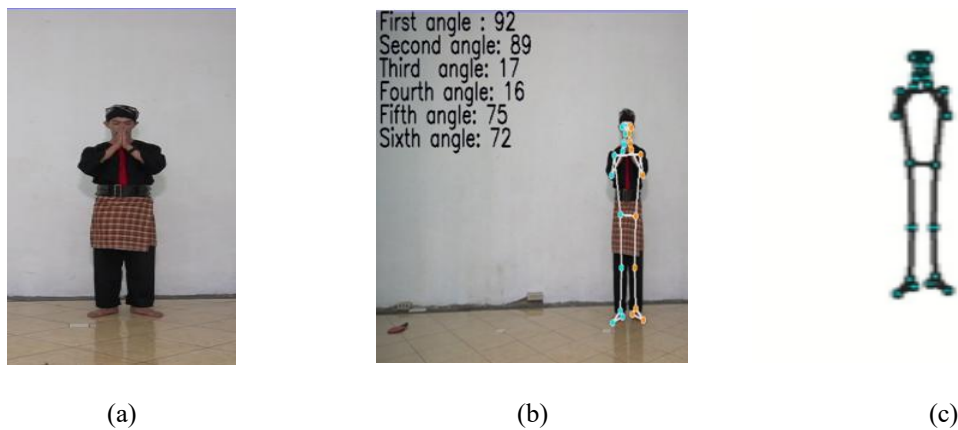 First angle : 92
Second angle: 89
Third angle: 17
Fourth angle: 16
Fifth angle: 75
Sixth angle: 72
(a)
(b)
(c)